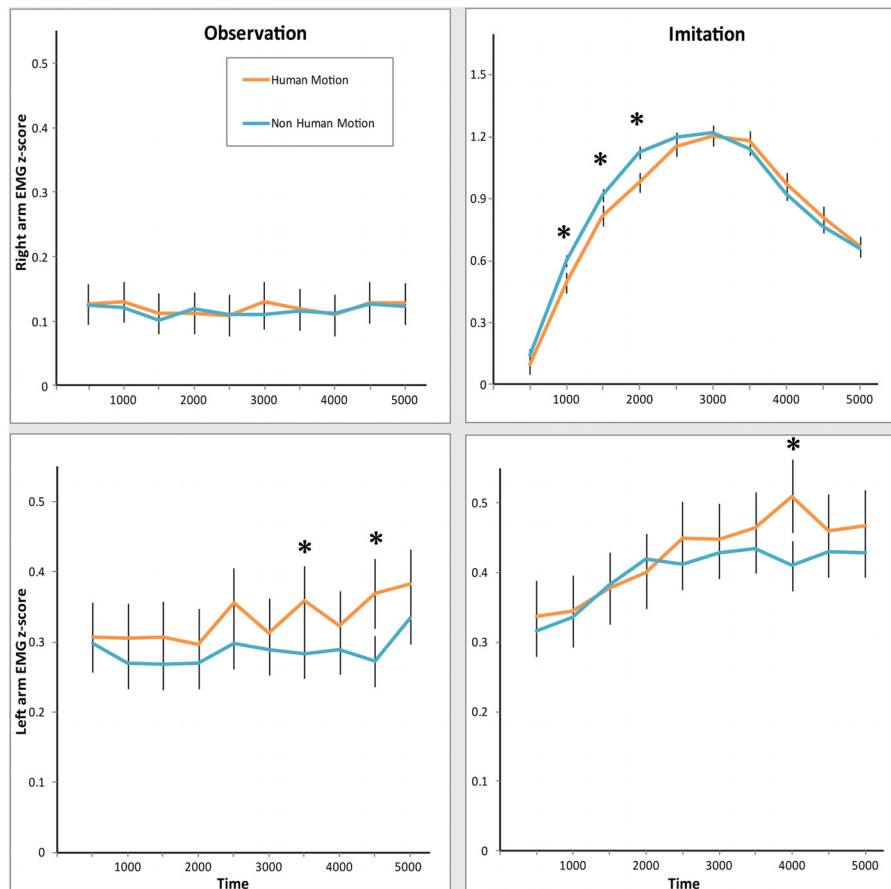 Observation
Imitation
Human Motion
Non Human Motion
Right arm EMG z-score
0.5
0.4
0.3
0.2
0.1
0
1000 2000 3000 4000 5000
*
*
*
1.5
1.2
0.9
0.6
0.3
0
1000 2000 3000 4000 5000
Left arm EMG z-score
0.5
0.4
0.3
0.2
0.1
0
* *
1000 2000 3000 4000 5000
Time
*
0.5
0.4
0.3
0.2
0.1
0
1000 2000 3000 4000 5000
Time